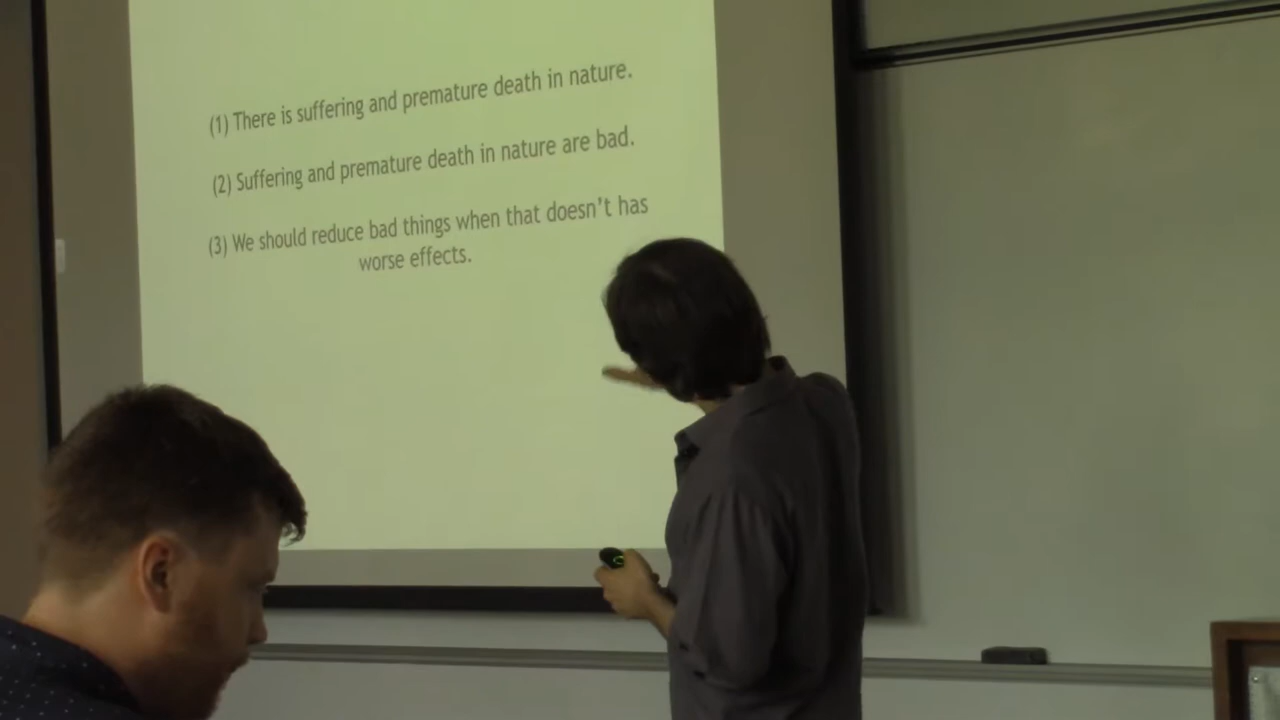 (1) There is suffering and premature death in nature.
(2) Suffering and premature death in nature are bad.
(3) We should reduce bad things when that doesn't has
worse effects.